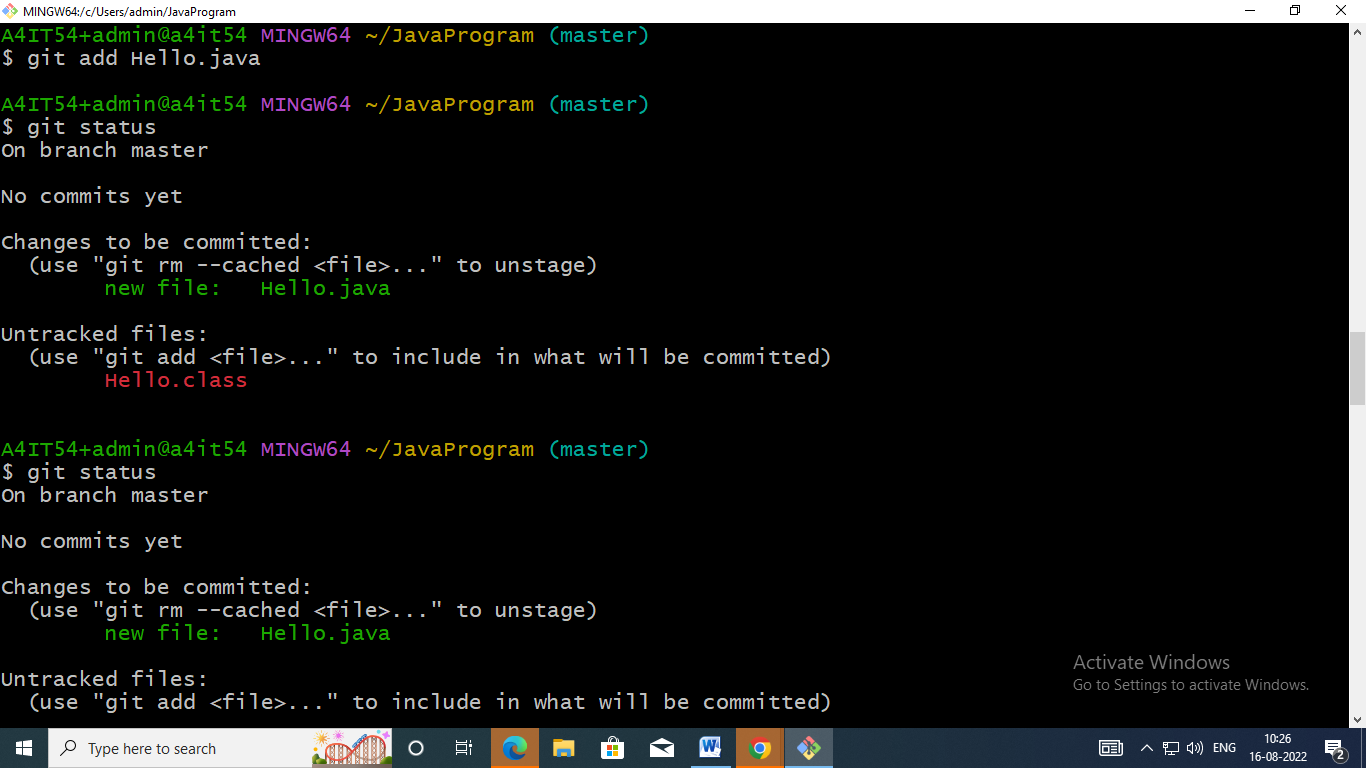 MINGW64:/c/Users/admin/JavaProgram
A4IT54+admin@a4it54 MINGW64 ~/JavaProgram (master)
$ git add Hello.java
A4IT54+admin@a4it54 MINGW64 ~/JavaProgram (master)
$ git status
On branch master
No commits yet
Changes to be committed:
(use "git rm --cached <file>..." to unstage)
new file: Hello.java
Untracked files:
(use "git add <file>..." to include in what will be committed)
Hello.class
A4IT54+admin@a4it54 MINGW64 ~/JavaProgram (master)
$ git status
On branch master
No commits yet
Changes to be committed:
(use "git rm --cached <file>..." to unstage)
new file: Hello.java
Untracked files:
(use "git add <file>..." to include in what will be committed)
Activate Windows
Go to Settings to activate Windows.
Type here to search
W
ENG
10:26
16-08-2022
2